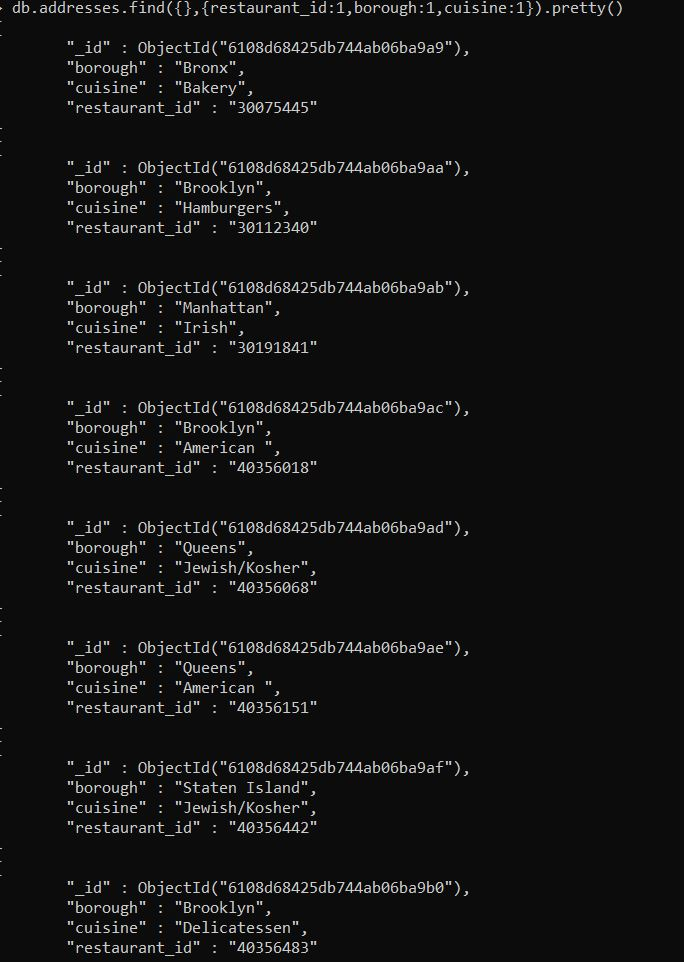 db.addresses.find({},{restaurant_id:1,borough:1,cuisine:1}).pretty()
"_id" : ObjectId("6108d68425db744ab06ba9a9"),
"borough" : "Bronx",
"cuisine" : "Bakery",
"restaurant_id" : "30075445"
"_id" : ObjectId("6108d68425db744ab06ba9aa"),
"borough" : "Brooklyn",
"cuisine" : "Hamburgers",
"restaurant_id" : "30112340"
"_id" : ObjectId("6108d68425db744ab06ba9ab"),
"borough" : "Manhattan",
"cuisine" : "Irish",
"restaurant_id" : "30191841"
"_id" : ObjectId("6108d68425db744ab06ba9ac"),
"borough" : "Brooklyn",
"cuisine" : "American ",
"restaurant_id" : "40356018"
"_id" : ObjectId("6108d68425db744ab06ba9ad"),
"borough" : "Queens",
"cuisine" : "Jewish/Kosher",
"restaurant_id" : "40356068"
"_id" : ObjectId("6108d68425db744ab06ba9ae"),
"borough" : "Queens",
"cuisine" : "American ",
"restaurant_id" : "40356151"
"_id" : ObjectId("6108d68425db744ab06ba9af"),
"borough" : "Staten Island",
"cuisine" : "Jewish/Kosher",
"restaurant_id" : "40356442"
"_id" : ObjectId("6108d68425db744ab06ba9b0"),
"borough" : "Brooklyn",
"cuisine" : "Delicatessen",
"restaurant_id" : "40356483"